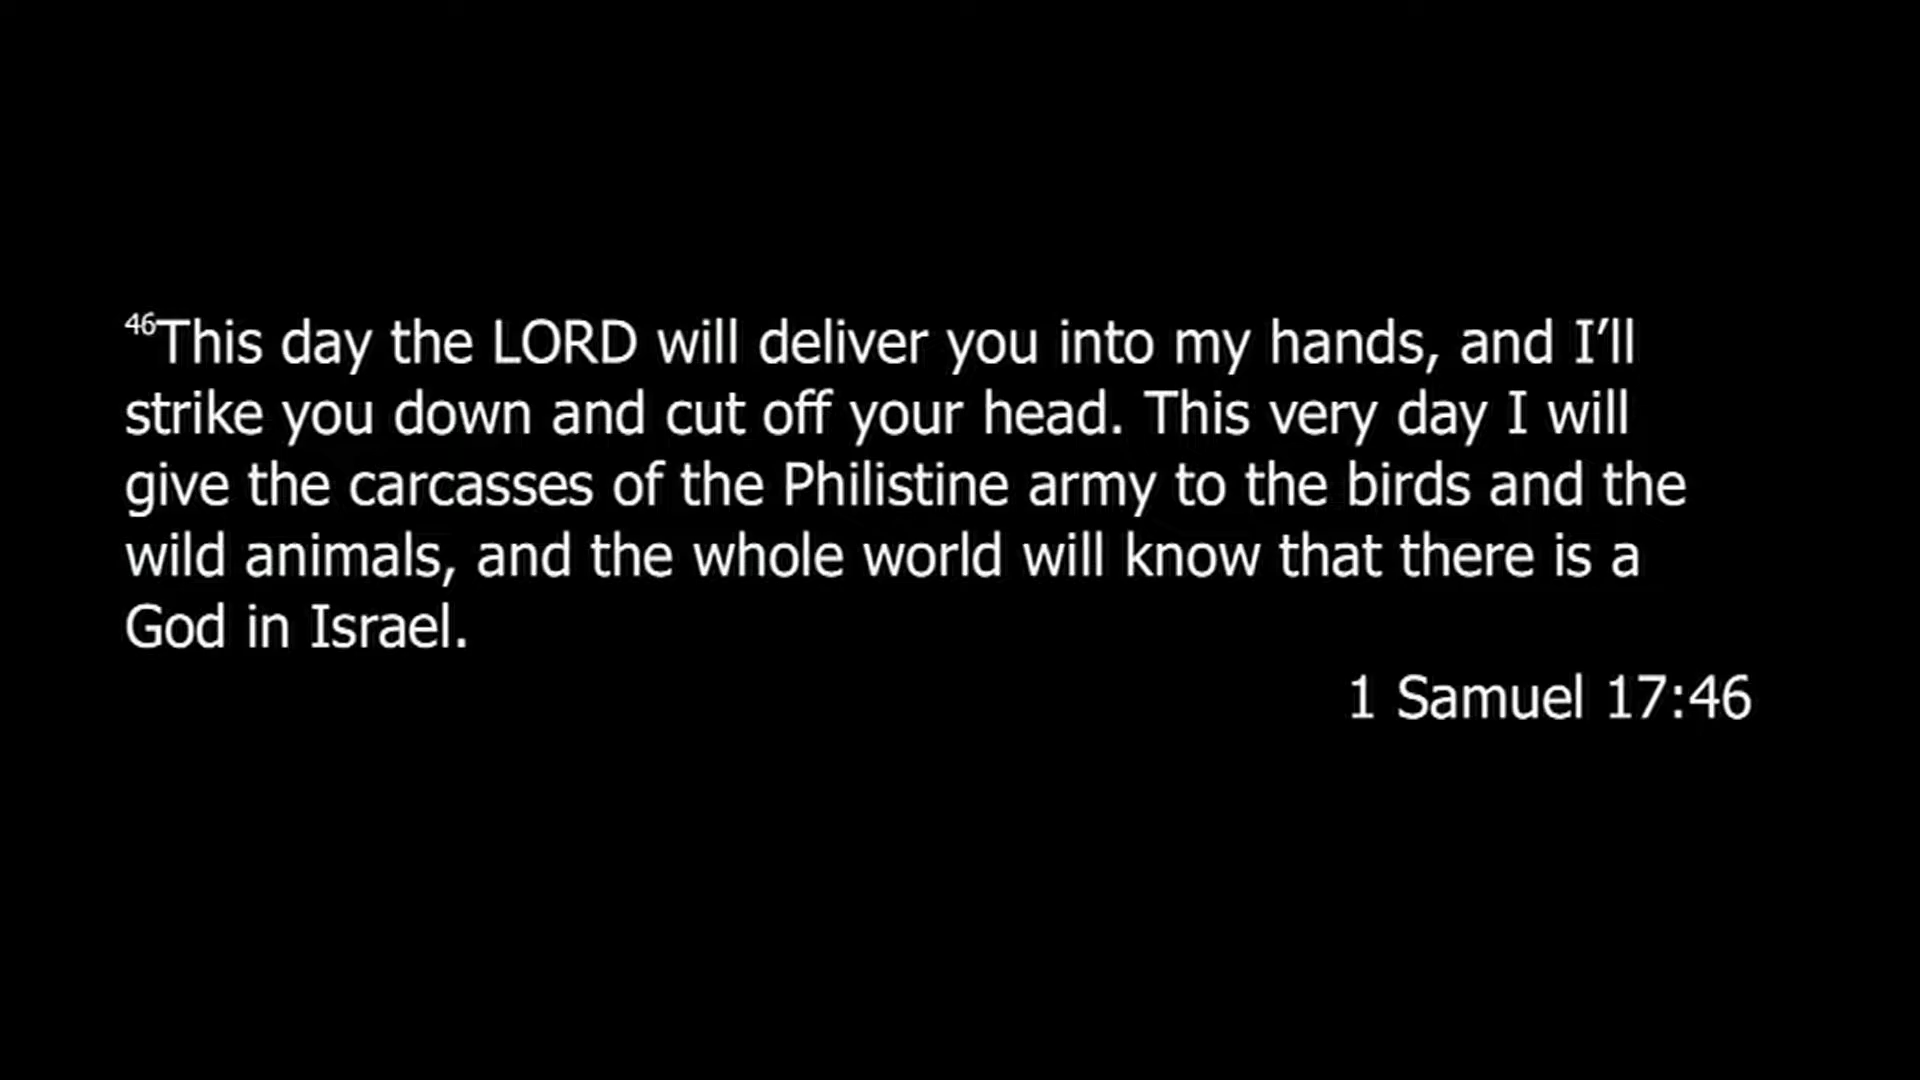 46This day the LORD will deliver you into my hands, and I’ll
strike you down and cut off your head. This very day I will
give the carcasses of the Philistine army to the birds and the
wild animals, and the whole world will know that there is a
God in Israel.
1 Samuel 17:46